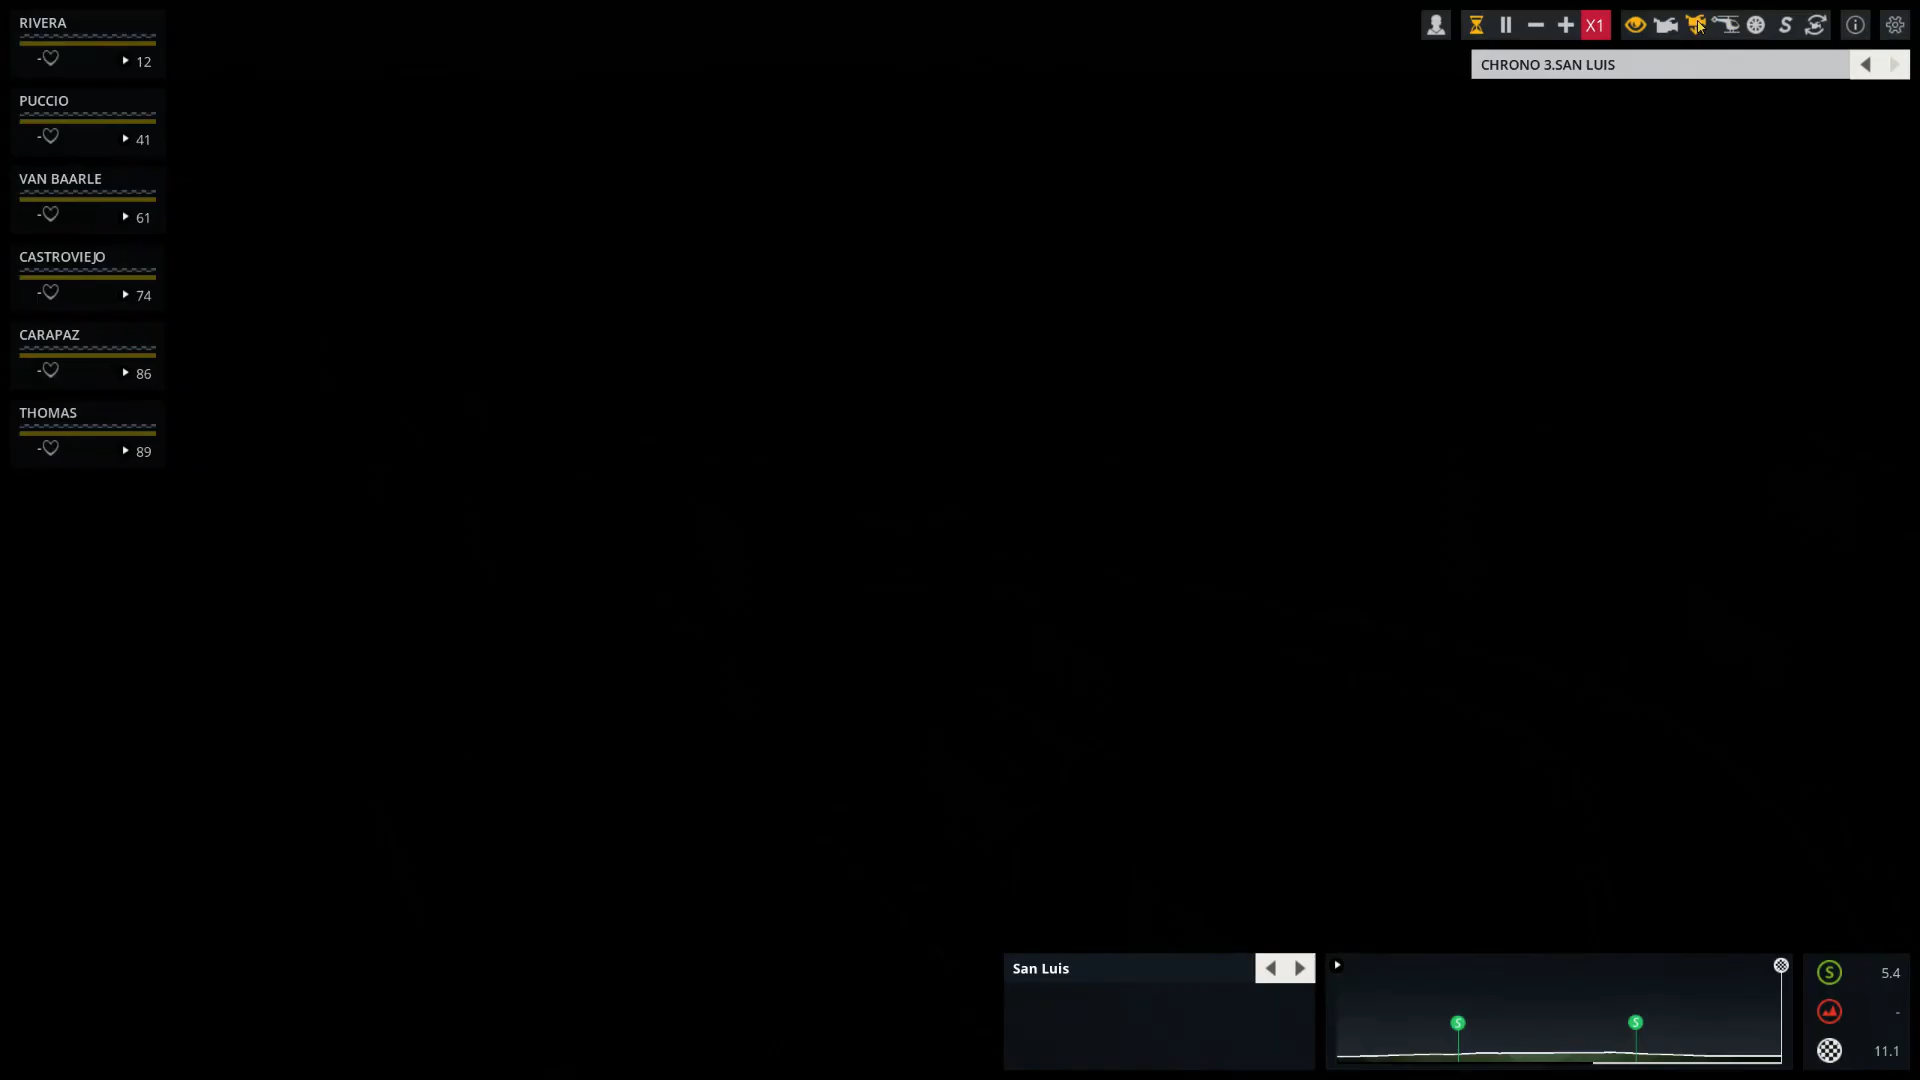 RIVERA
- 12
PUCCIO
- 41
VAN BAARLE
- 61
CASTROVIEJO
- 74
CARAPAZ
- 86
THOMAS
- 89
X1
S
CHRONO 3.SAN LUIS
San Luis
S
S
S 5.4
-
11.1